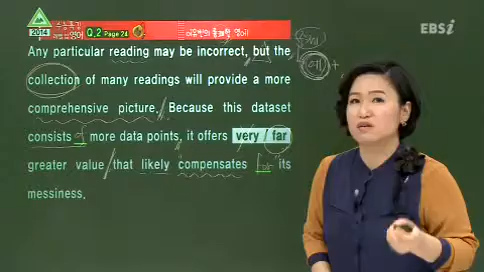 2014
Q.2 Page 24
EBSi
Any particular reading may be incorrect, but the
collection of many readings will provide a more
comprehensive picture. Because this dataset
consists of more data points, it offers very / far
greater value that likely compensates for its
messiness.